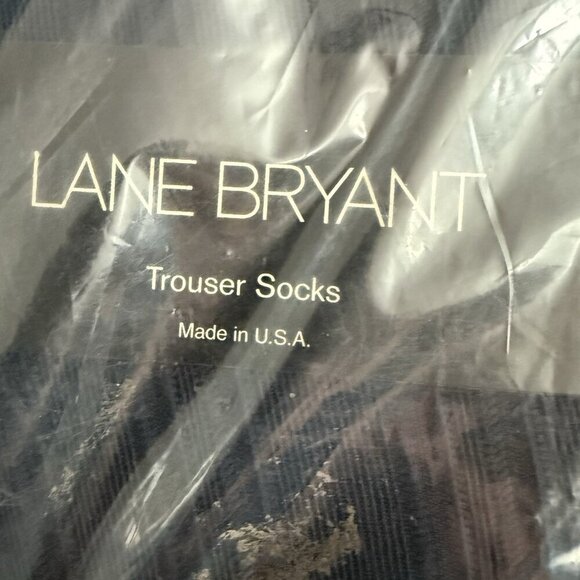 LANE BRYANT
Trouser Socks
Made in U.S.A.